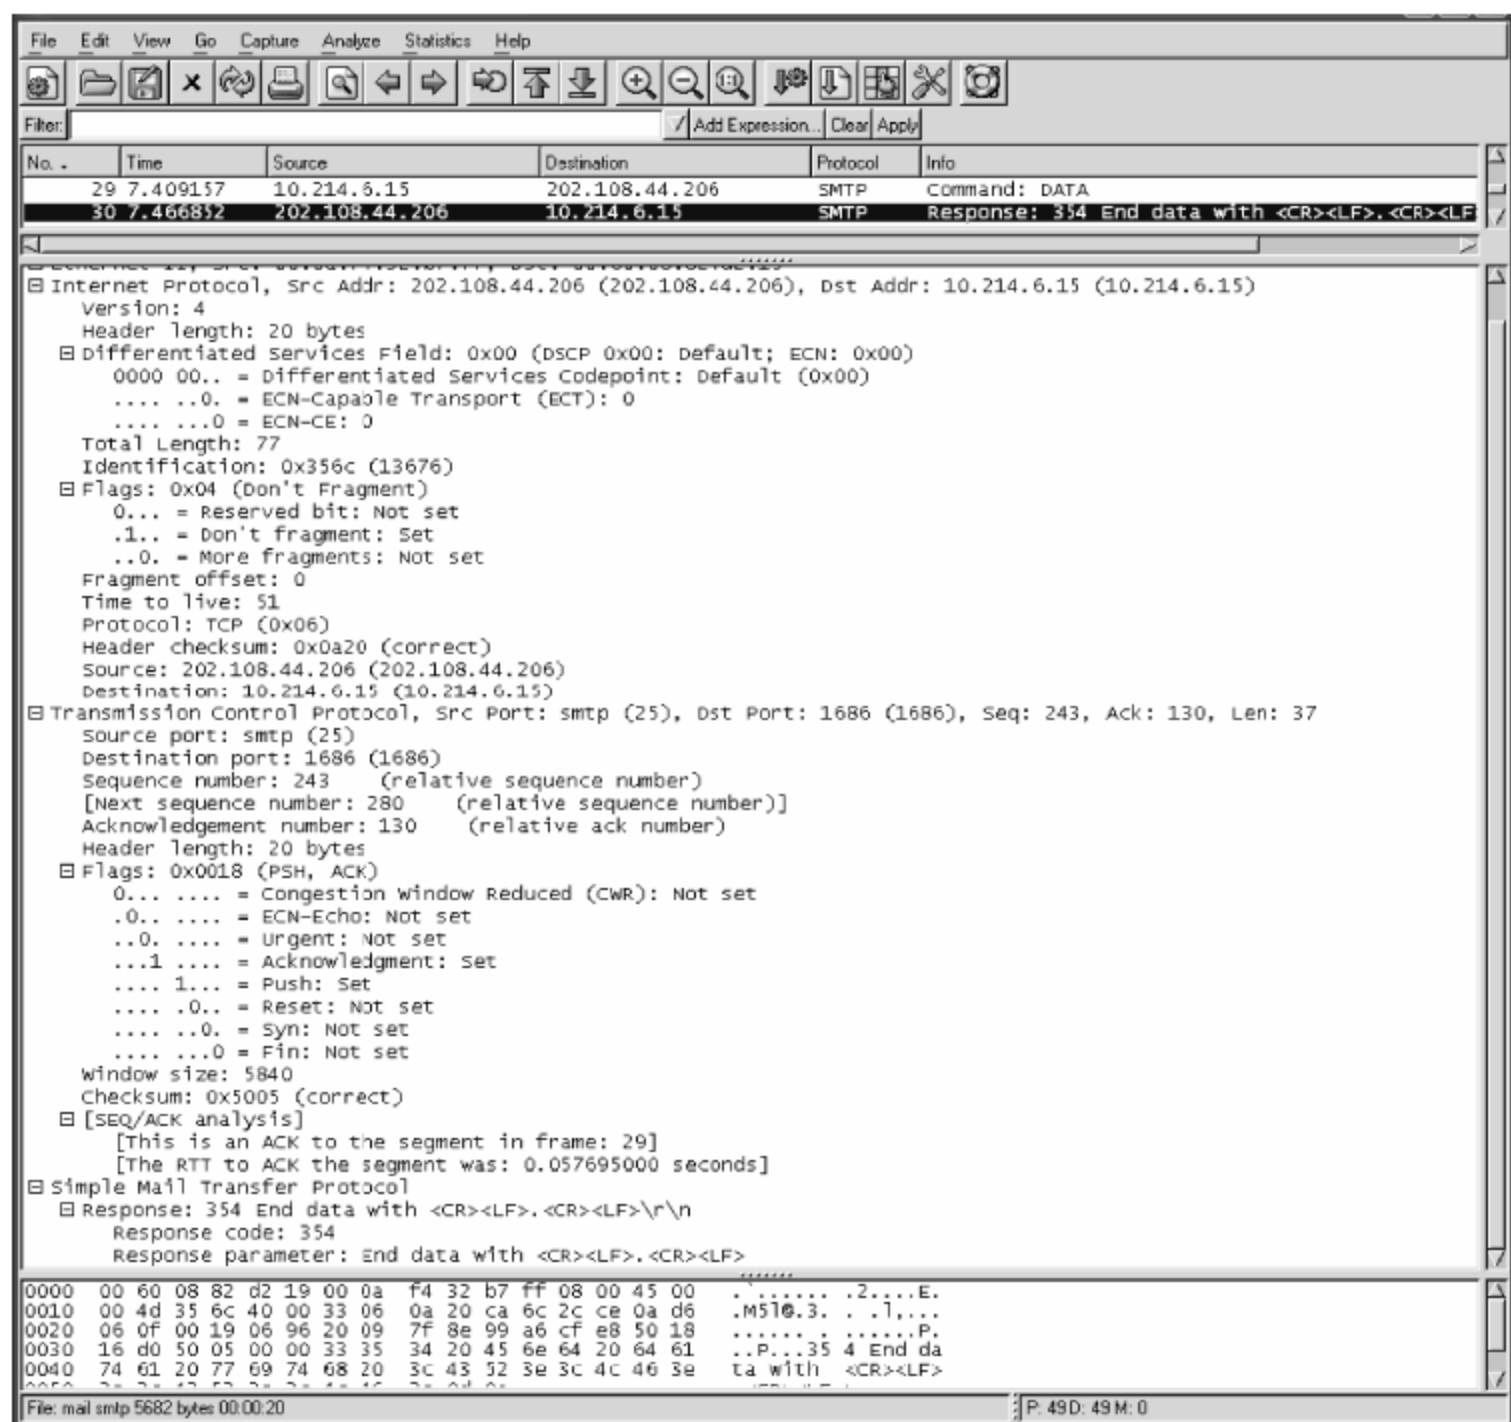 File Edit View Go Capture Analyze Statistics Help
Filter: Add Expression... Clear Apply
No. . Time Source Destination Protocol Info
29 7.409157 10.214.6.15 202.108.44.206 SMTP Command: DATA
30 7.466852 202.108.44.206 10.214.6.15 SMTP Response: 354 End data with <CR><LF>.<CR><LF
Internet Protocol, Src Addr: 202.108.44.206 (202.108.44.206), Dst Addr: 10.214.6.15 (10.214.6.15)
Version: 4
Header length: 20 bytes
Differentiated Services Field: 0x00 (DSCP 0x00: Default; ECN: 0x00)
0000 00.. = Differentiated Services Codepoint: Default (0x00)
.... ..0. = ECN-Capable Transport (ECT): 0
.... ...0 = ECN-CE: 0
Total Length: 77
Identification: 0x356c (13676)
Flags: 0x04 (Don't Fragment)
0... = Reserved bit: Not set
.1.. = Don't fragment: Set
..0. = More fragments: Not set
Fragment offset: 0
Time to live: 51
Protocol: TCP (0x06)
Header checksum: 0x0a20 (correct)
Source: 202.108.44.206 (202.108.44.206)
Destination: 10.214.6.15 (10.214.6.15)
Transmission Control Protocol, Src Port: smtp (25), Dst Port: 1686 (1686), Seq: 243, Ack: 130, Len: 37
Source port: smtp (25)
Destination port: 1686 (1686)
Sequence number: 243 (relative sequence number)
[Next sequence number: 280 (relative sequence number)]
Acknowledgement number: 130 (relative ack number)
Header length: 20 bytes
Flags: 0x0018 (PSH, ACK)
0... .... = Congestion Window Reduced (CWR): Not set
.0.. .... = ECN-Echo: Not set
..0. .... = Urgent: Not set
...1 .... = Acknowledgment: Set
.... 1... = Push: Set
.... .0.. = Reset: Not set
.... ..0. = Syn: Not set
.... ...0 = Fin: Not set
Window size: 5840
Checksum: 0x5005 (correct)
[SEQ/ACK analysis]
[This is an ACK to the segment in frame: 29]
[The RTT to ACK the segment was: 0.057695000 seconds]
Simple Mail Transfer Protocol
Response: 354 End data with <CR><LF>.<CR><LF>\r\n
Response code: 354
Response parameter: End data with <CR><LF>.<CR><LF>
0000 00 60 08 82 d2 19 00 0a f4 32 b7 ff 08 00 45 00 .`...... .2....E.
0010 00 4d 35 6c 40 00 33 06 0a 20 ca 6c 2c ce 0a d6 .M5l@.3. . .l,...
0020 06 0f 00 19 06 96 20 09 7f 8e 99 a6 cf e8 50 18 ...... . ......P.
0030 16 d0 50 05 00 00 33 35 34 20 45 6e 64 20 64 61 ..P...35 4 End da
0040 74 61 20 77 69 74 68 20 3c 43 52 3e 3c 4c 46 3e ta with <CR><LF>
File: mail smtp 5682 bytes 00:00:20 P: 49 D: 49 M: 0